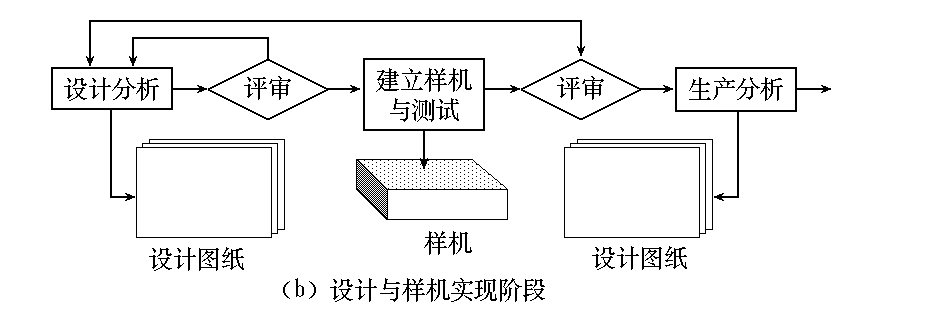 设计分析
评审
建立样机
与测试
评审
生产分析
样机
设计图纸
设计图纸
（b）设计与样机实现阶段